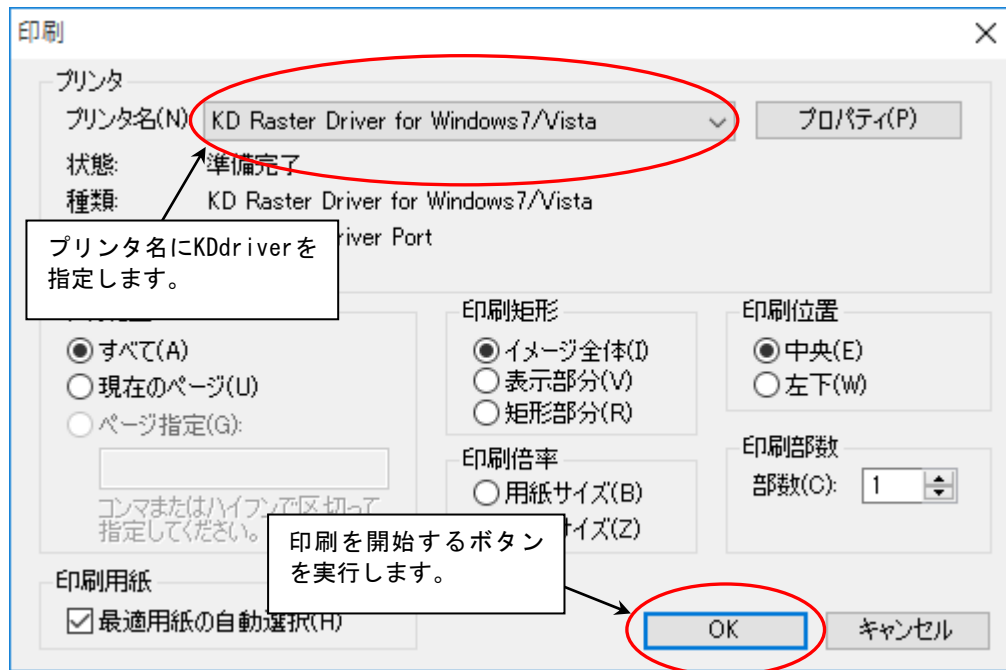 印刷
プリンタ
プリンタ名(N) KD Raster Driver for Windows7/Vista プロパティ(P)
状態: 準備完了
種類: KD Raster Driver for Windows7/Vista
river Port
プリンタ名にKDdriverを
指定します。
印刷矩形
イメージ全体(I)
表示部分(V)
矩形部分(R)
印刷位置
中央(E)
左下(W)
すべて(A)
現在のページ(U)
ページ指定(G):
コンマまたはハイフンで区切って
指定してください。
印刷倍率
用紙サイズ(B)
イズ(Z)
印刷部数
部数(C): 1
印刷を開始するボタン
を実行します。
印刷用紙
最適用紙の自動選択(H)
OK キャンセル